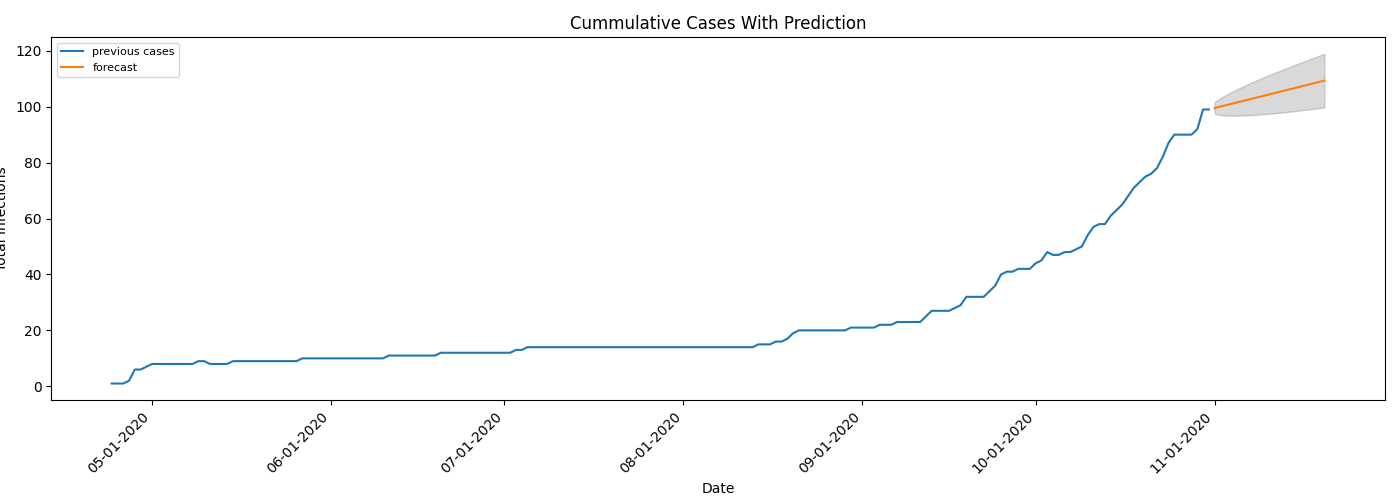 Cummulative Cases With Prediction
previous cases
forecast
120
100
80
60
40
20
0
Total Infections
05-01-2020
06-01-2020
07-01-2020
08-01-2020
09-01-2020
10-01-2020
11-01-2020
Date